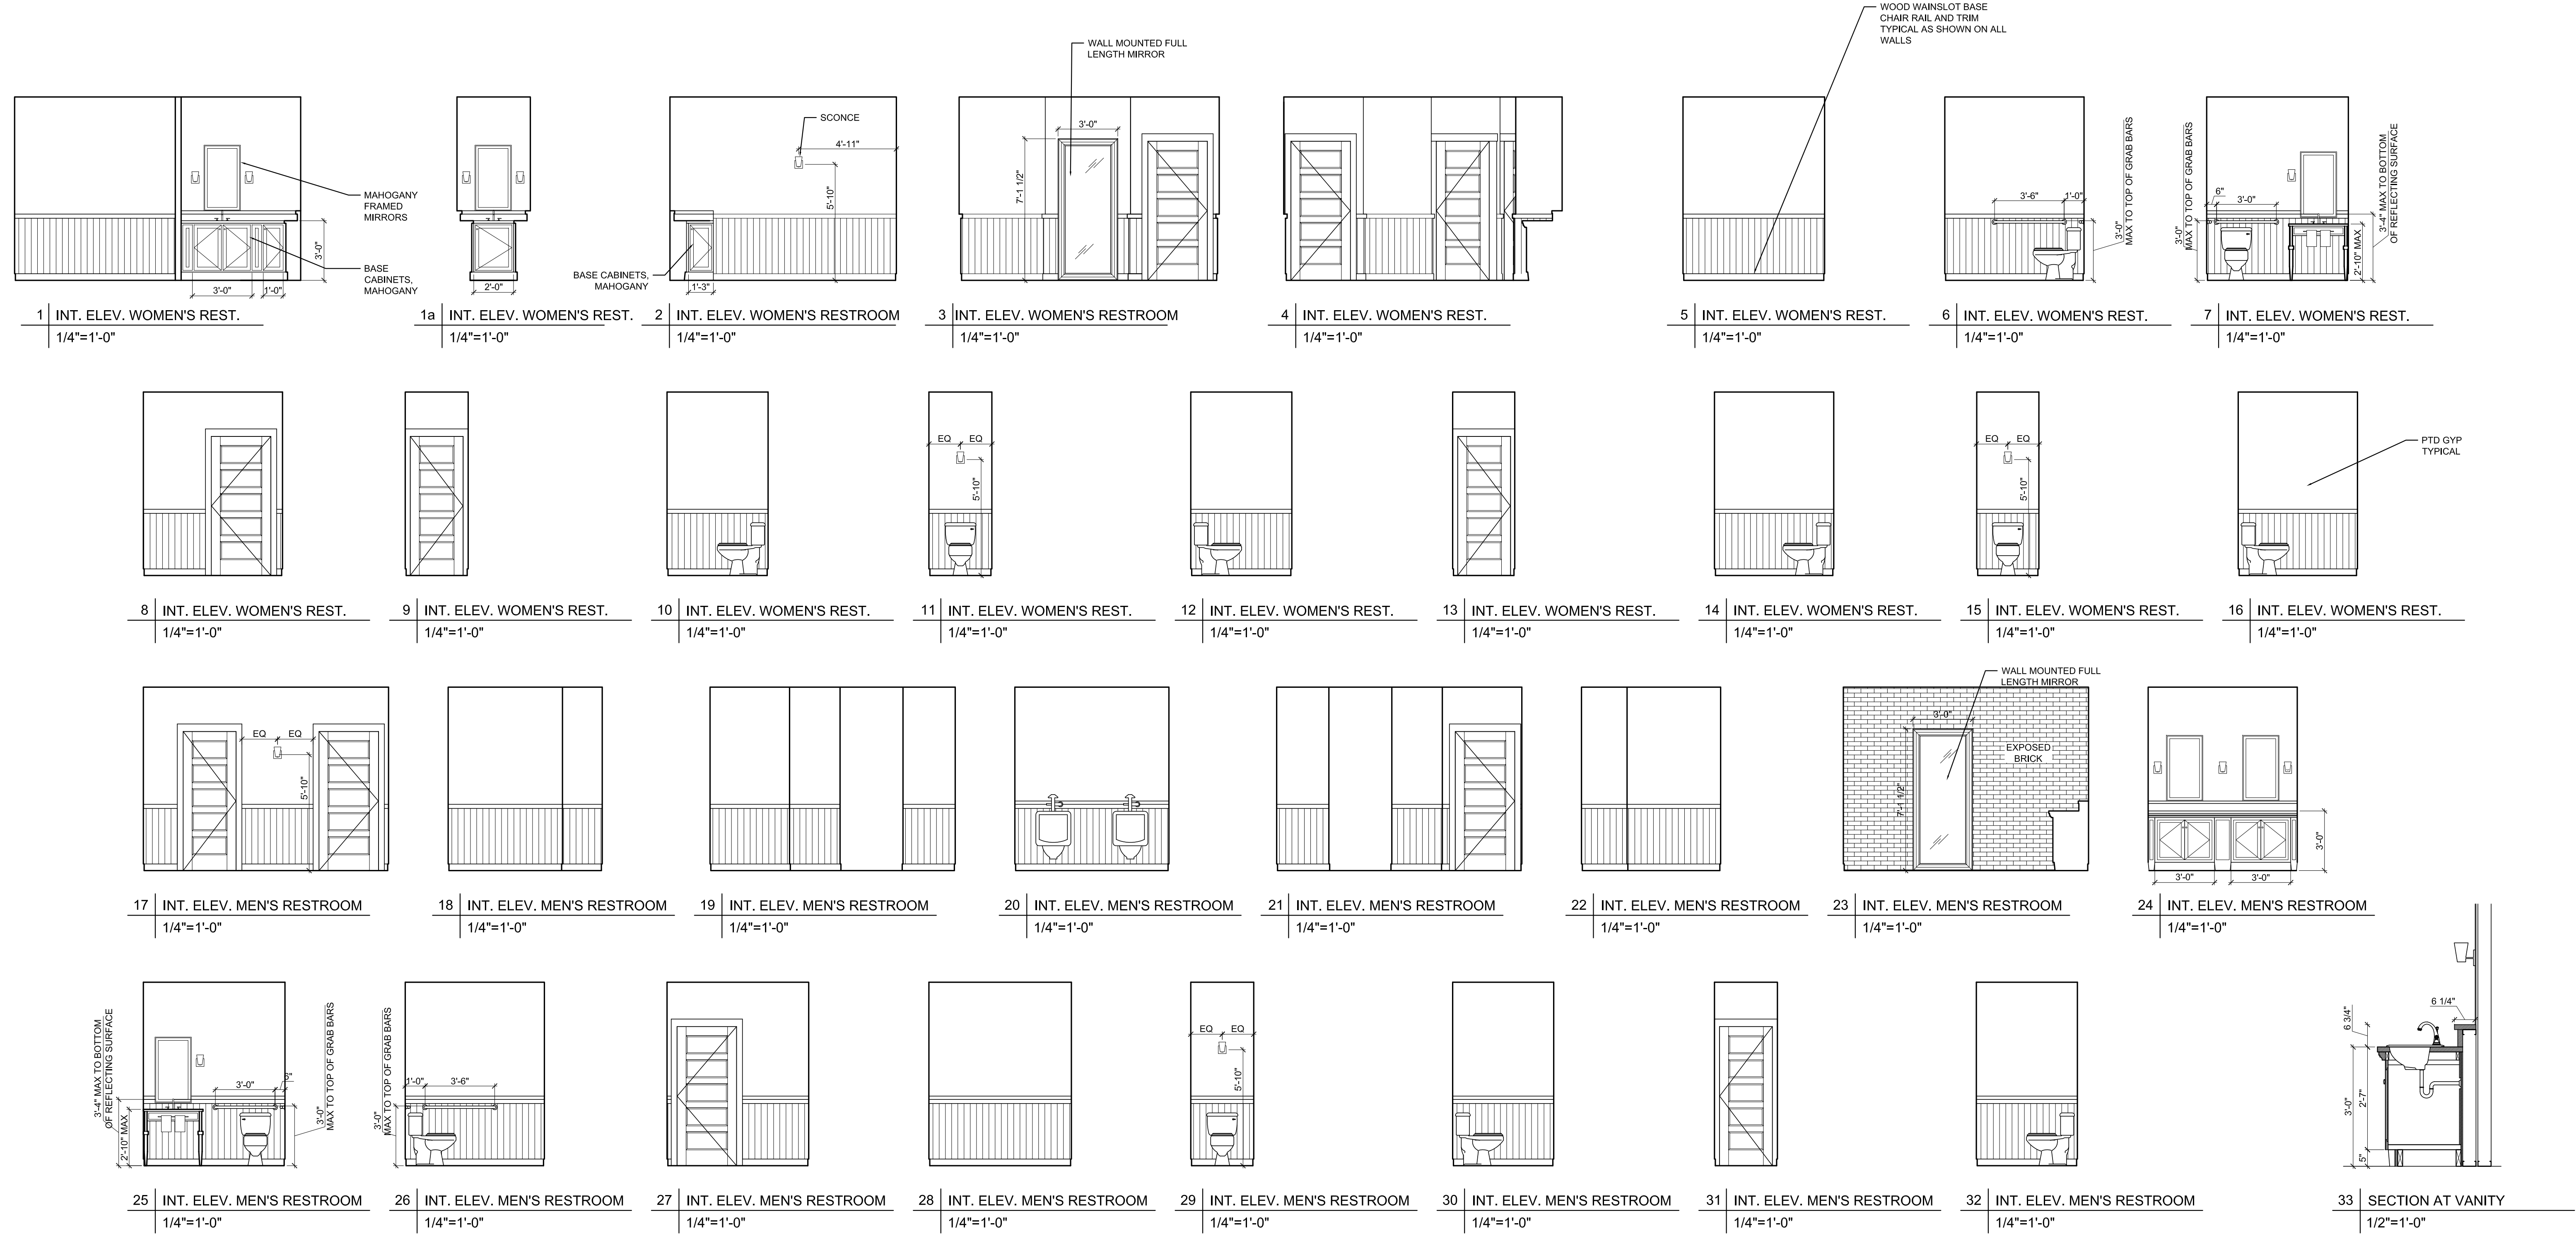 WOOD WAINSLOT BASE
CHAIR RAIL AND TRIM
TYPICAL AS SHOWN ON ALL
WALLS
WALL MOUNTED FULL
LENGTH MIRROR
MAHOGANY
FRAMED
MIRRORS
BASE
CABINETS,
MAHOGANY
3'-0"
3'-0"
1'-0"
1 INT. ELEV. WOMEN'S REST.
1/4"=1'-0"
2'-0"
1a INT. ELEV. WOMEN'S REST.
1/4"=1'-0"
SCONCE
4'-11"
5'-10"
BASE CABINETS,
MAHOGANY
1'-3"
2 INT. ELEV. WOMEN'S RESTROOM
1/4"=1'-0"
3'-0"
7'-1 1/2"
3 INT. ELEV. WOMEN'S RESTROOM
1/4"=1'-0"
4 INT. ELEV. WOMEN'S REST.
1/4"=1'-0"
5 INT. ELEV. WOMEN'S REST.
1/4"=1'-0"
3'-6"
1'-0"
3'-0"
MAX TO TOP OF GRAB BARS
6 INT. ELEV. WOMEN'S REST.
1/4"=1'-0"
3'-0"
MAX TO TOP OF GRAB BARS
6"
3'-0"
2'-10" MAX
3'-4" MAX TO BOTTOM
OF REFLECTING SURFACE
7 INT. ELEV. WOMEN'S REST.
1/4"=1'-0"
8 INT. ELEV. WOMEN'S REST.
1/4"=1'-0"
9 INT. ELEV. WOMEN'S REST.
1/4"=1'-0"
10 INT. ELEV. WOMEN'S REST.
1/4"=1'-0"
EQ EQ
5'-10"
11 INT. ELEV. WOMEN'S REST.
1/4"=1'-0"
12 INT. ELEV. WOMEN'S REST.
1/4"=1'-0"
13 INT. ELEV. WOMEN'S REST.
1/4"=1'-0"
14 INT. ELEV. WOMEN'S REST.
1/4"=1'-0"
EQ EQ
5'-10"
15 INT. ELEV. WOMEN'S REST.
1/4"=1'-0"
PTD GYP
TYPICAL
16 INT. ELEV. WOMEN'S REST.
1/4"=1'-0"
EQ EQ
5'-10"
17 INT. ELEV. MEN'S RESTROOM
1/4"=1'-0"
18 INT. ELEV. MEN'S RESTROOM
1/4"=1'-0"
19 INT. ELEV. MEN'S RESTROOM
1/4"=1'-0"
20 INT. ELEV. MEN'S RESTROOM
1/4"=1'-0"
21 INT. ELEV. MEN'S RESTROOM
1/4"=1'-0"
22 INT. ELEV. MEN'S RESTROOM
1/4"=1'-0"
WALL MOUNTED FULL
LENGTH MIRROR
3'-0"
EXPOSED
BRICK
7'-1 1/2"
23 INT. ELEV. MEN'S RESTROOM
1/4"=1'-0"
3'-0"
3'-0"
3'-0"
24 INT. ELEV. MEN'S RESTROOM
1/4"=1'-0"
3'-4" MAX TO BOTTOM
OF REFLECTING SURFACE
2'-10" MAX
3'-0"
6"
3'-0"
MAX TO TOP OF GRAB BARS
25 INT. ELEV. MEN'S RESTROOM
1/4"=1'-0"
3'-0"
MAX TO TOP OF GRAB BARS
1'-0"
3'-6"
26 INT. ELEV. MEN'S RESTROOM
1/4"=1'-0"
27 INT. ELEV. MEN'S RESTROOM
1/4"=1'-0"
28 INT. ELEV. MEN'S RESTROOM
1/4"=1'-0"
EQ EQ
5'-10"
29 INT. ELEV. MEN'S RESTROOM
1/4"=1'-0"
30 INT. ELEV. MEN'S RESTROOM
1/4"=1'-0"
31 INT. ELEV. MEN'S RESTROOM
1/4"=1'-0"
32 INT. ELEV. MEN'S RESTROOM
1/4"=1'-0"
6 1/4"
6 3/4"
3'-0"
2'-7"
5"
33 SECTION AT VANITY
1/2"=1'-0"